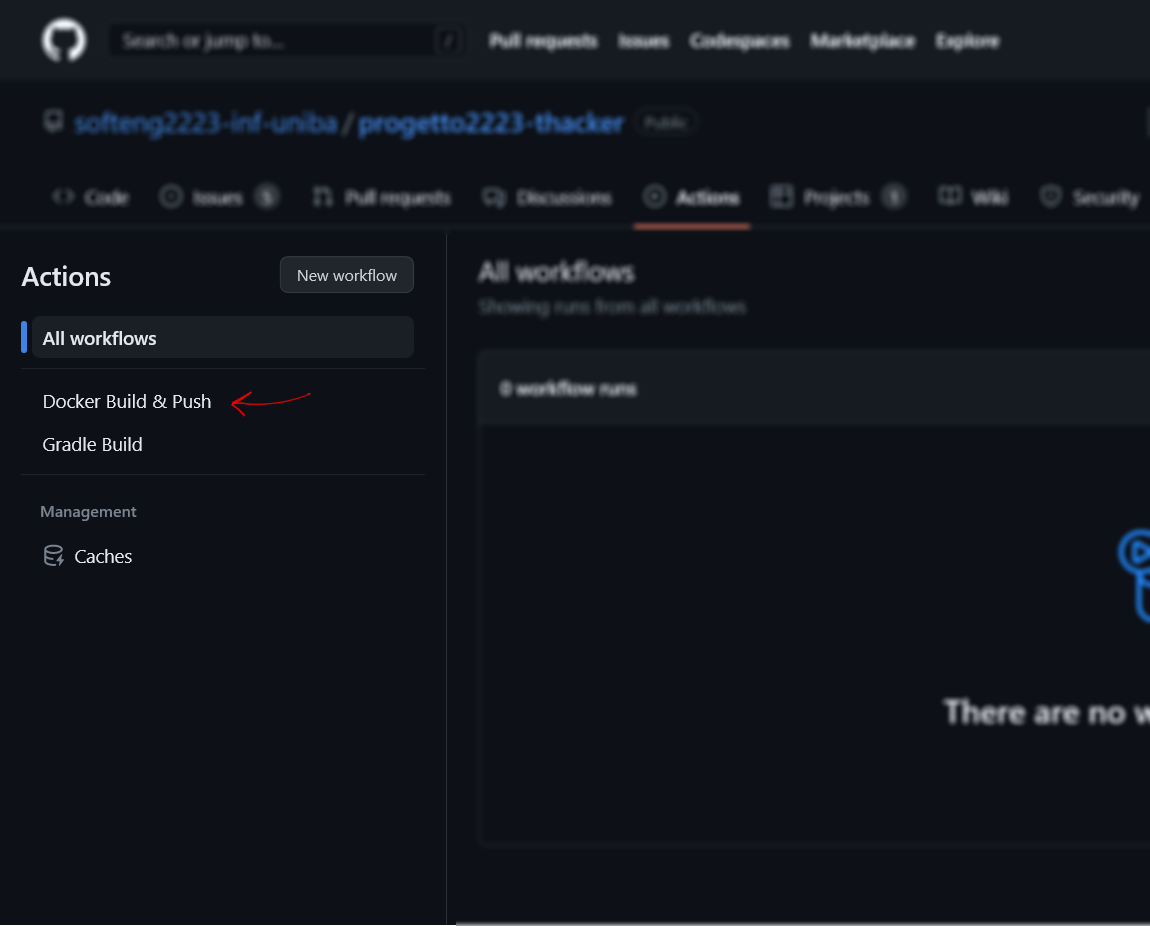 Search or jump to... /
Pull requests Issues Codespaces Marketplace Explore
softeng2223-inf-uniba / progetto2223-thacker Public
Code Issues 5 Pull requests Discussions Actions Projects 1 Wiki Security
Actions
New workflow
All workflows
Docker Build & Push
Gradle Build
Management
Caches
All workflows
Showing runs from all workflows
0 workflow runs
There are no w